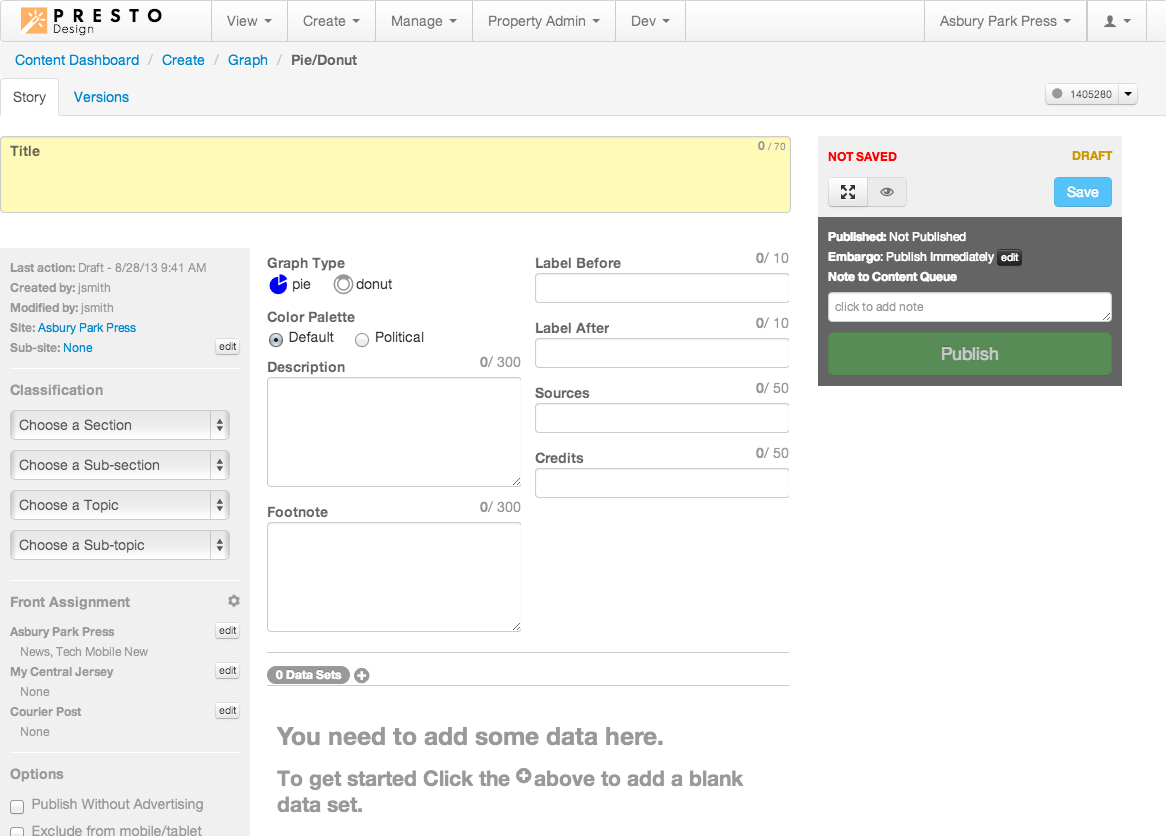 PRESTO
Design
View
Create
Manage
Property Admin
Dev
Asbury Park Press
Content Dashboard / Create / Graph / Pie/Donut
Story
Versions
1405280
Title
0 / 70
NOT SAVED
DRAFT
Save
Published: Not Published
Embargo: Publish Immediately edit
Note to Content Queue
click to add note
Publish
Last action: Draft - 8/28/13 9:41 AM
Created by: jsmith
Modified by: jsmith
Site: Asbury Park Press
Sub-site: None
edit
Classification
Choose a Section
Choose a Sub-section
Choose a Topic
Choose a Sub-topic
Front Assignment
Asbury Park Press
edit
News, Tech Mobile New
My Central Jersey
edit
None
Courier Post
edit
None
Options
Publish Without Advertising
Exclude from mobile/tablet
Graph Type
pie
donut
Color Palette
Default
Political
Description
0/ 300
Footnote
0/ 300
Label Before
0/ 10
Label After
0/ 10
Sources
0/ 50
Credits
0/ 50
0 Data Sets
You need to add some data here.
To get started Click the above to add a blank
data set.